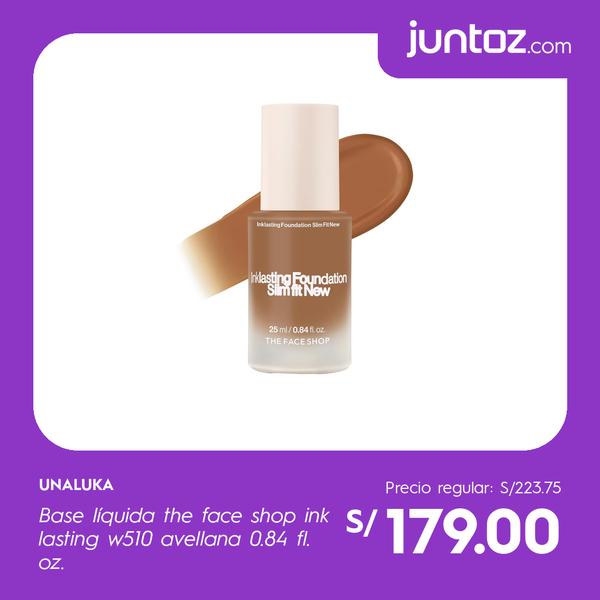 juntoz.com
Inklasting Foundation Slim Fit New
Inklasting Foundation
Slim fit New
25 ml / 0.84 fl. oz.
THE FACE SHOP
UNALUKA
Base líquida the face shop ink
lasting w510 avellana 0.84 fl.
oz.
Precio regular: S/223.75
S/179.00